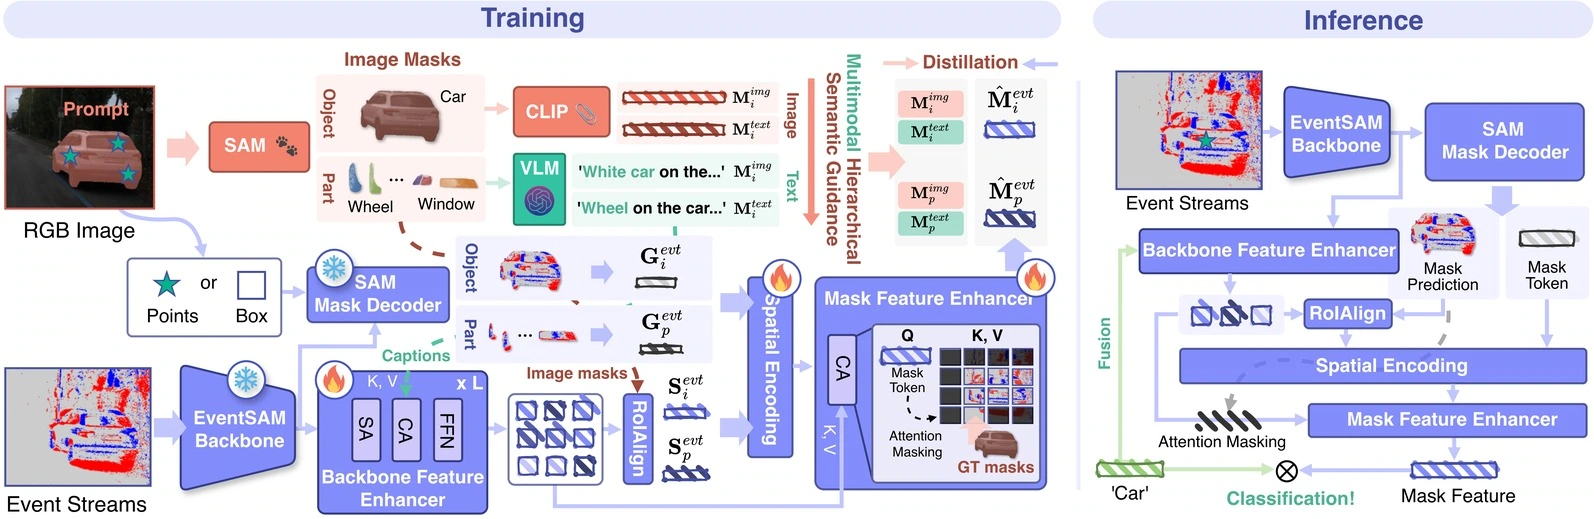 Training
Inference
Image Masks
Object
Car
Part
Wheel
...
Window
Prompt
RGB Image
SAM
CLIP
M_i^{img}
M_i^{text}
Image
VLM
'White car on the...' M_i^{img}
'Wheel on the car...' M_i^{text}
Text
Multimodal Hierarchical
Semantic Guidance
Distillation
M_i^{img}
M_i^{text}
M̂_i^{evt}
M_p^{img}
M_p^{text}
M̂_p^{evt}
Points
or
Box
SAM
Mask Decoder
Object
G_i^{evt}
Part
...
G_p^{evt}
Captions
Image masks
Event Streams
EventSAM
Backbone
K, V
x L
SA
CA
FFN
Backbone Feature
Enhancer
RoIAlign
S_i^{evt}
S_p^{evt}
Spatial Encoding
Mask Feature Enhancer
CA
K, V
Q
K, V
Mask
Token
Attention
Masking
GT masks
Event Streams
EventSAM
Backbone
SAM
Mask Decoder
Backbone Feature Enhancer
Mask
Prediction
Mask
Token
RoIAlign
Fusion
Spatial Encoding
Attention Masking
Mask Feature Enhancer
'Car'
Classification!
Mask Feature